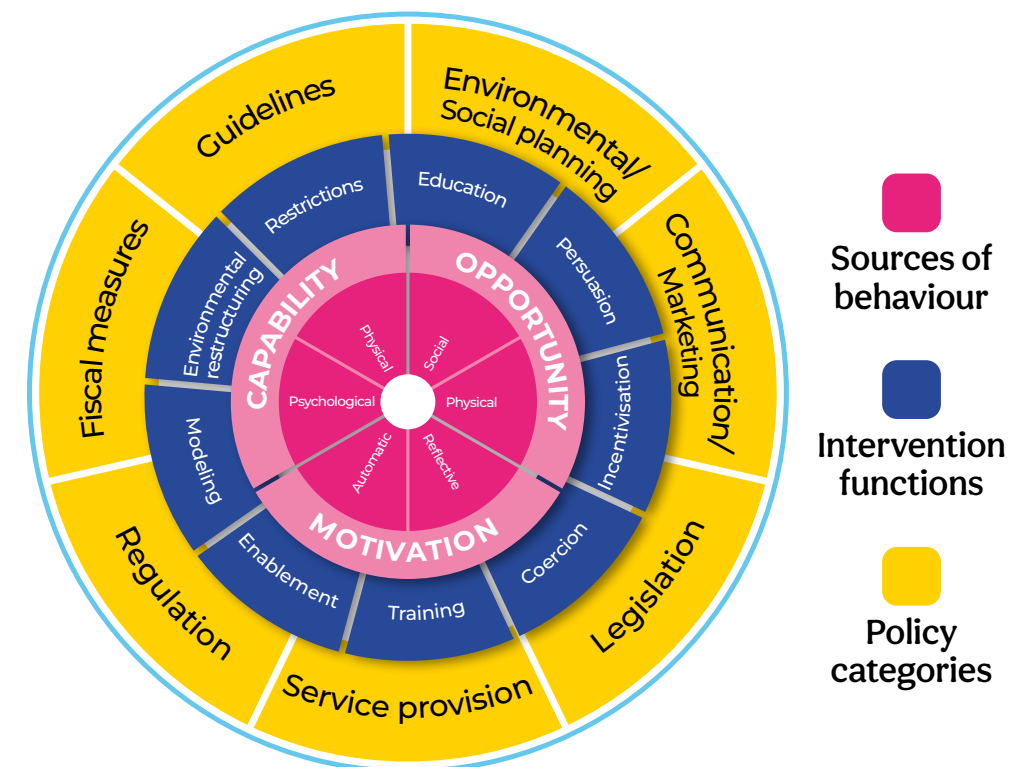 Guidelines
Environmental/
Social planning
Communication/
Marketing
Legislation
Service provision
Regulation
Fiscal measures
Restrictions
Education
Persuasion
Incentivisation
Coercion
Training
Enablement
Modeling
Environmental
restructuring
CAPABILITY
OPPORTUNITY
MOTIVATION
Physical
Social
Physical
Reflective
Automatic
Psychological
Sources of
behaviour
Intervention
functions
Policy
categories